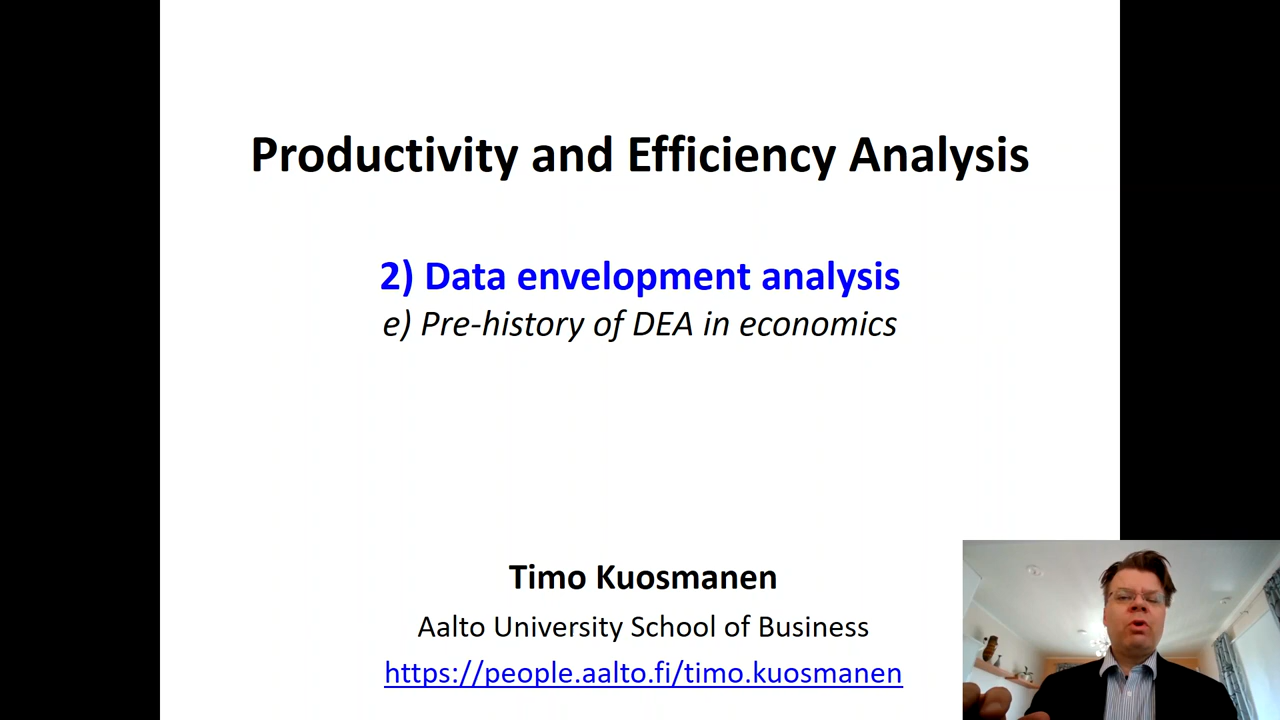 Productivity and Efficiency Analysis
2) Data envelopment analysis
e) Pre-history of DEA in economics
Timo Kuosmanen
Aalto University School of Business
https://people.aalto.fi/timo.kuosmanen